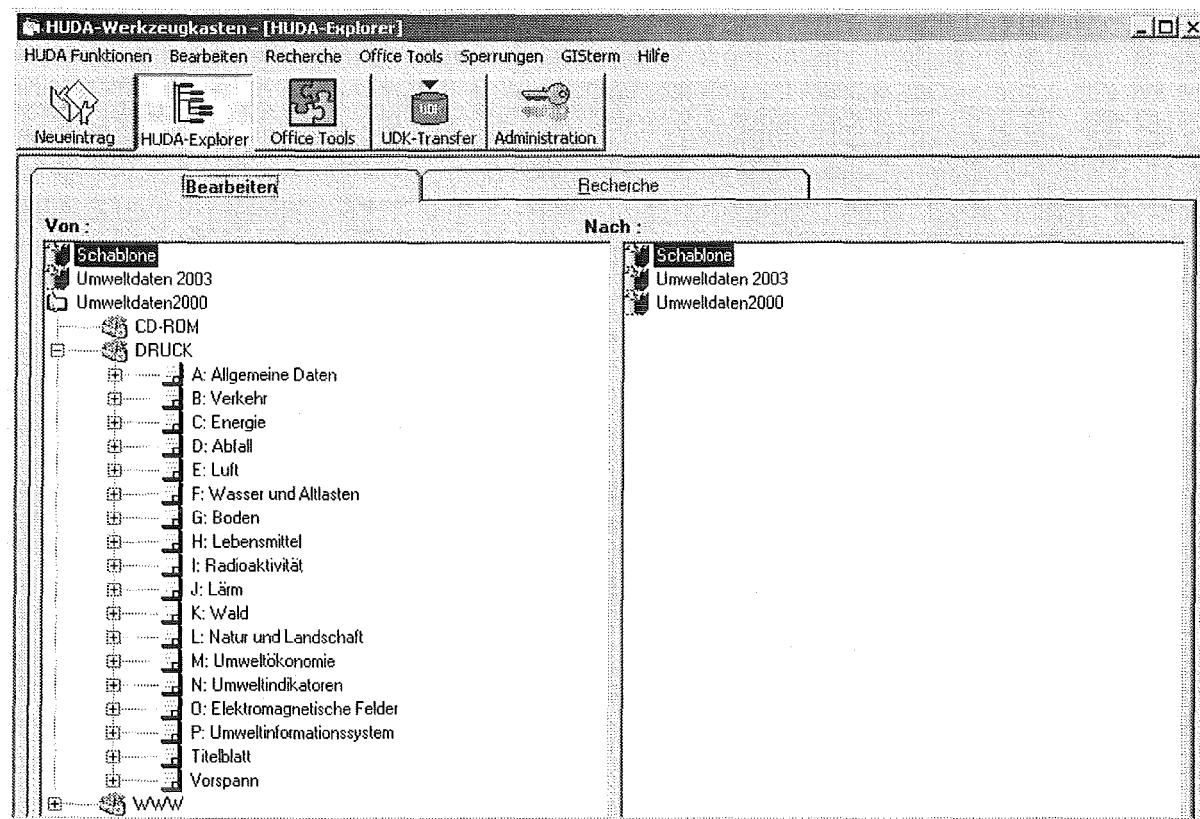 HUDA-Werkzeugkasten - [HUDA-Explorer]
HUDA Funktionen Bearbeiten Recherche Office Tools Sperrungen GISterm Hilfe
Neueintrag HUDA-Explorer Office Tools UDK-Transfer Administration
Bearbeiten Recherche
Von : Nach :
Schablone Schablone
Umweltdaten 2003 Umweltdaten 2003
Umweltdaten2000 Umweltdaten2000
CD-ROM
DRUCK
A: Allgemeine Daten
B: Verkehr
C: Energie
D: Abfall
E: Luft
F: Wasser und Altlasten
G: Boden
H: Lebensmittel
I: Radioaktivität
J: Lärm
K: Wald
L: Natur und Landschaft
M: Umweltökonomie
N: Umweltindikatoren
O: Elektromagnetische Felder
P: Umweltinformationssystem
Titelblatt
Vorspann
WWW